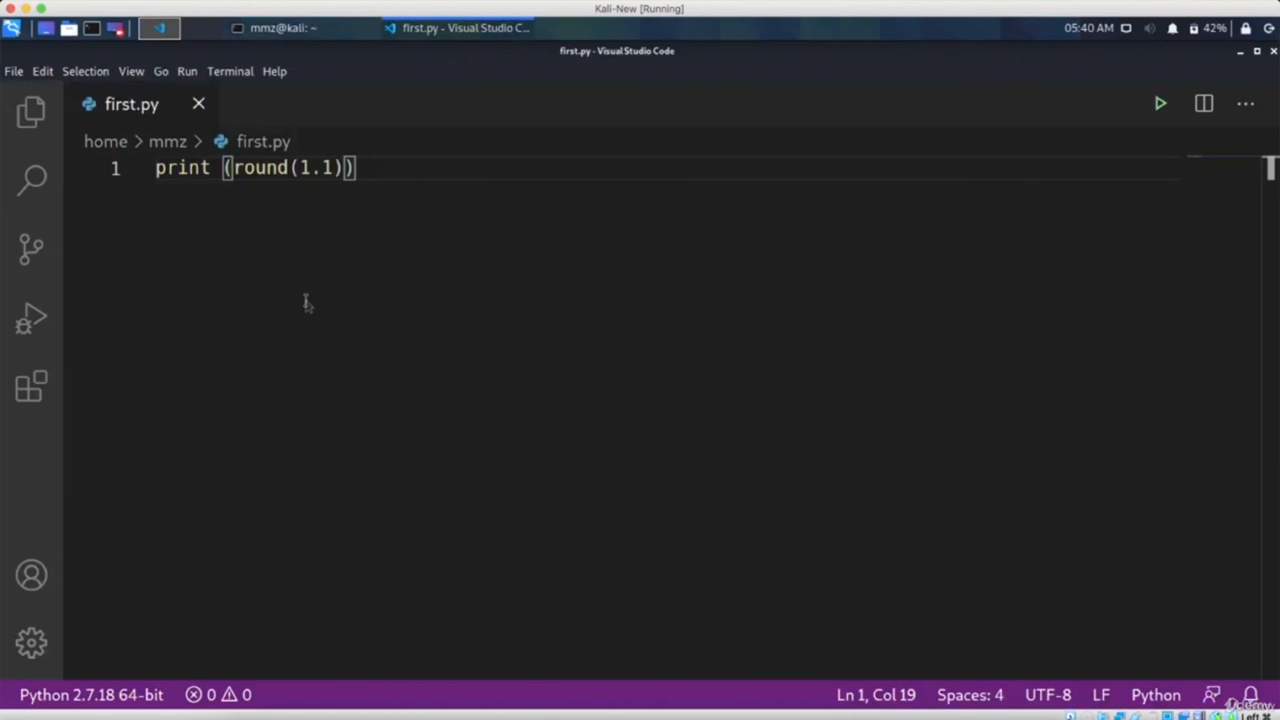 Kali-New [Running]
mmz@kali: ~
first.py - Visual Studio C...
05:40 AM
42%
first.py - Visual Studio Code
File Edit Selection View Go Run Terminal Help
first.py
home > mmz > first.py
1 print (round(1.1))
Python 2.7.18 64-bit
0 0
Ln 1, Col 19
Spaces: 4
UTF-8
LF
Python
Udemy
Left ⌘